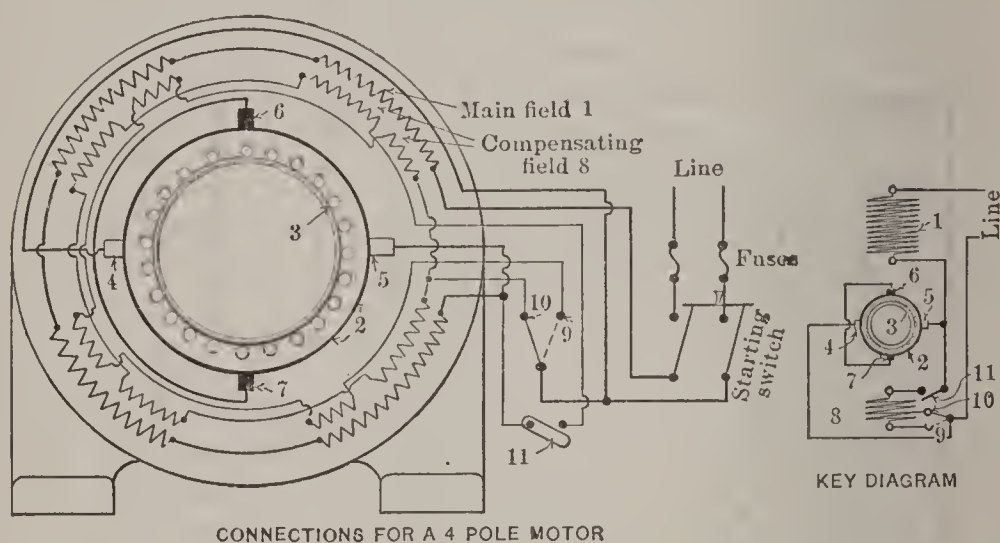 6
Main field 1
Compensating
field 8
Line
3
Fuses
4
5
10
9
2
7
Starting
switch
11
Line
1
6
5
3
4
2
7
11
10
8
9
KEY DIAGRAM
CONNECTIONS FOR A 4 POLE MOTOR